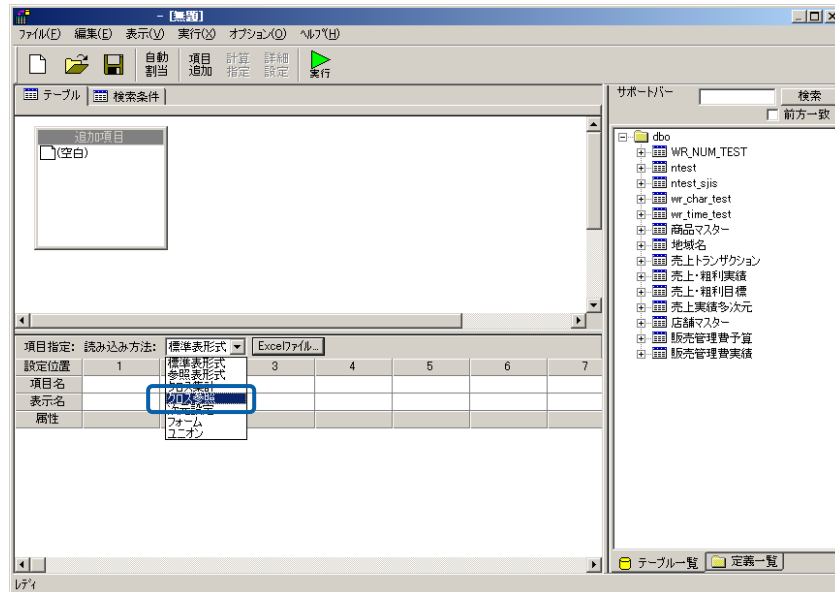 - [無題]
ファイル(F) 編集(E) 表示(V) 実行(X) オプション(O) ヘルプ(H)
自動割当 項目追加 計算指定 詳細設定 実行
テーブル 検索条件
追加項目
(空白)
項目指定: 読み込み方法: 標準表形式 Excelファイル...
設定位置 1 3 4 5 6 7
項目名
表示名
属性
標準表形式
参照表形式
クロス集計
クロス参照
次元設定
フォーム
ユニオン
サポートバー 検索
前方一致
dbo
WR_NUM_TEST
ntest
ntest_sjis
wr_char_test
wr_time_test
商品マスター
地域名
売上トランザクション
売上・粗利実績
売上・粗利目標
売上実績多次元
店舗マスター
販売管理費予算
販売管理費実績
テーブル一覧 定義一覧
レディ